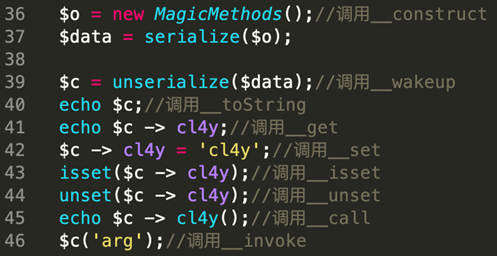 36 $o = new MagicMethods();//调用__construct
37 $data = serialize($o);
38
39 $c = unserialize($data);//调用__wakeup
40 echo $c;//调用__toString
41 echo $c -> cl4y;//调用__get
42 $c -> cl4y = 'cl4y';//调用__set
43 isset($c -> cl4y);//调用__isset
44 unset($c -> cl4y);//调用__unset
45 echo $c -> cl4y();//调用__call
46 $c('arg');//调用__invoke